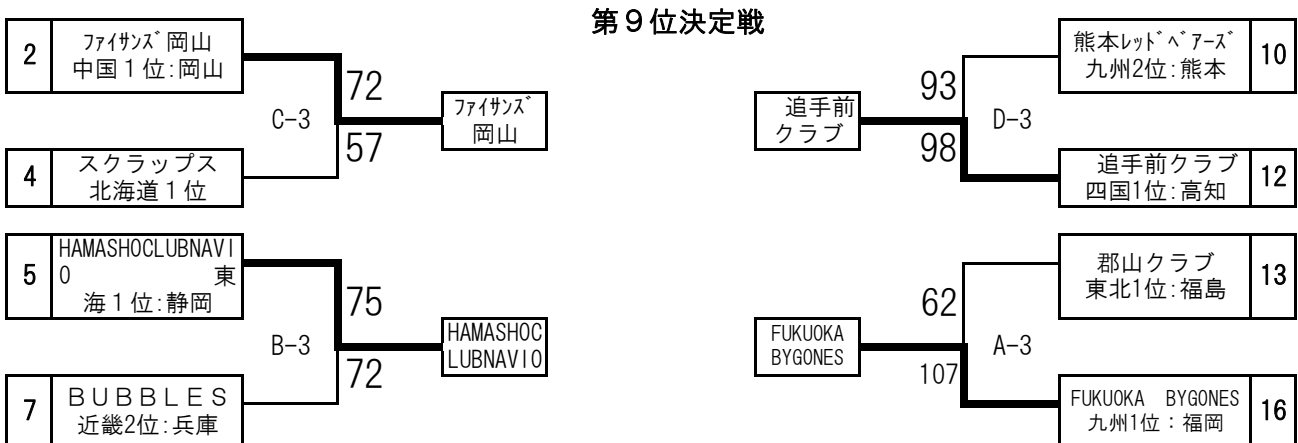 第９位決定戦
2
ﾌｧｲｻﾝｽﾞ岡山
中国１位:岡山
72
C-3
57
ﾌｧｲｻﾝｽﾞ
岡山
4
スクラップス
北海道１位
5
HAMASHOCLUBNAVI
O 東
海１位:静岡
75
B-3
72
HAMASHOC
LUBNAVIO
7
ＢＵＢＢＬＥＳ
近畿2位:兵庫
熊本ﾚｯﾄﾞﾍﾞｱｰｽﾞ
九州2位:熊本
10
93
D-3
98
追手前
クラブ
追手前クラブ
四国1位:高知
12
郡山クラブ
東北1位:福島
13
62
A-3
107
FUKUOKA
BYGONES
FUKUOKA　BYGONES
九州1位：福岡
16